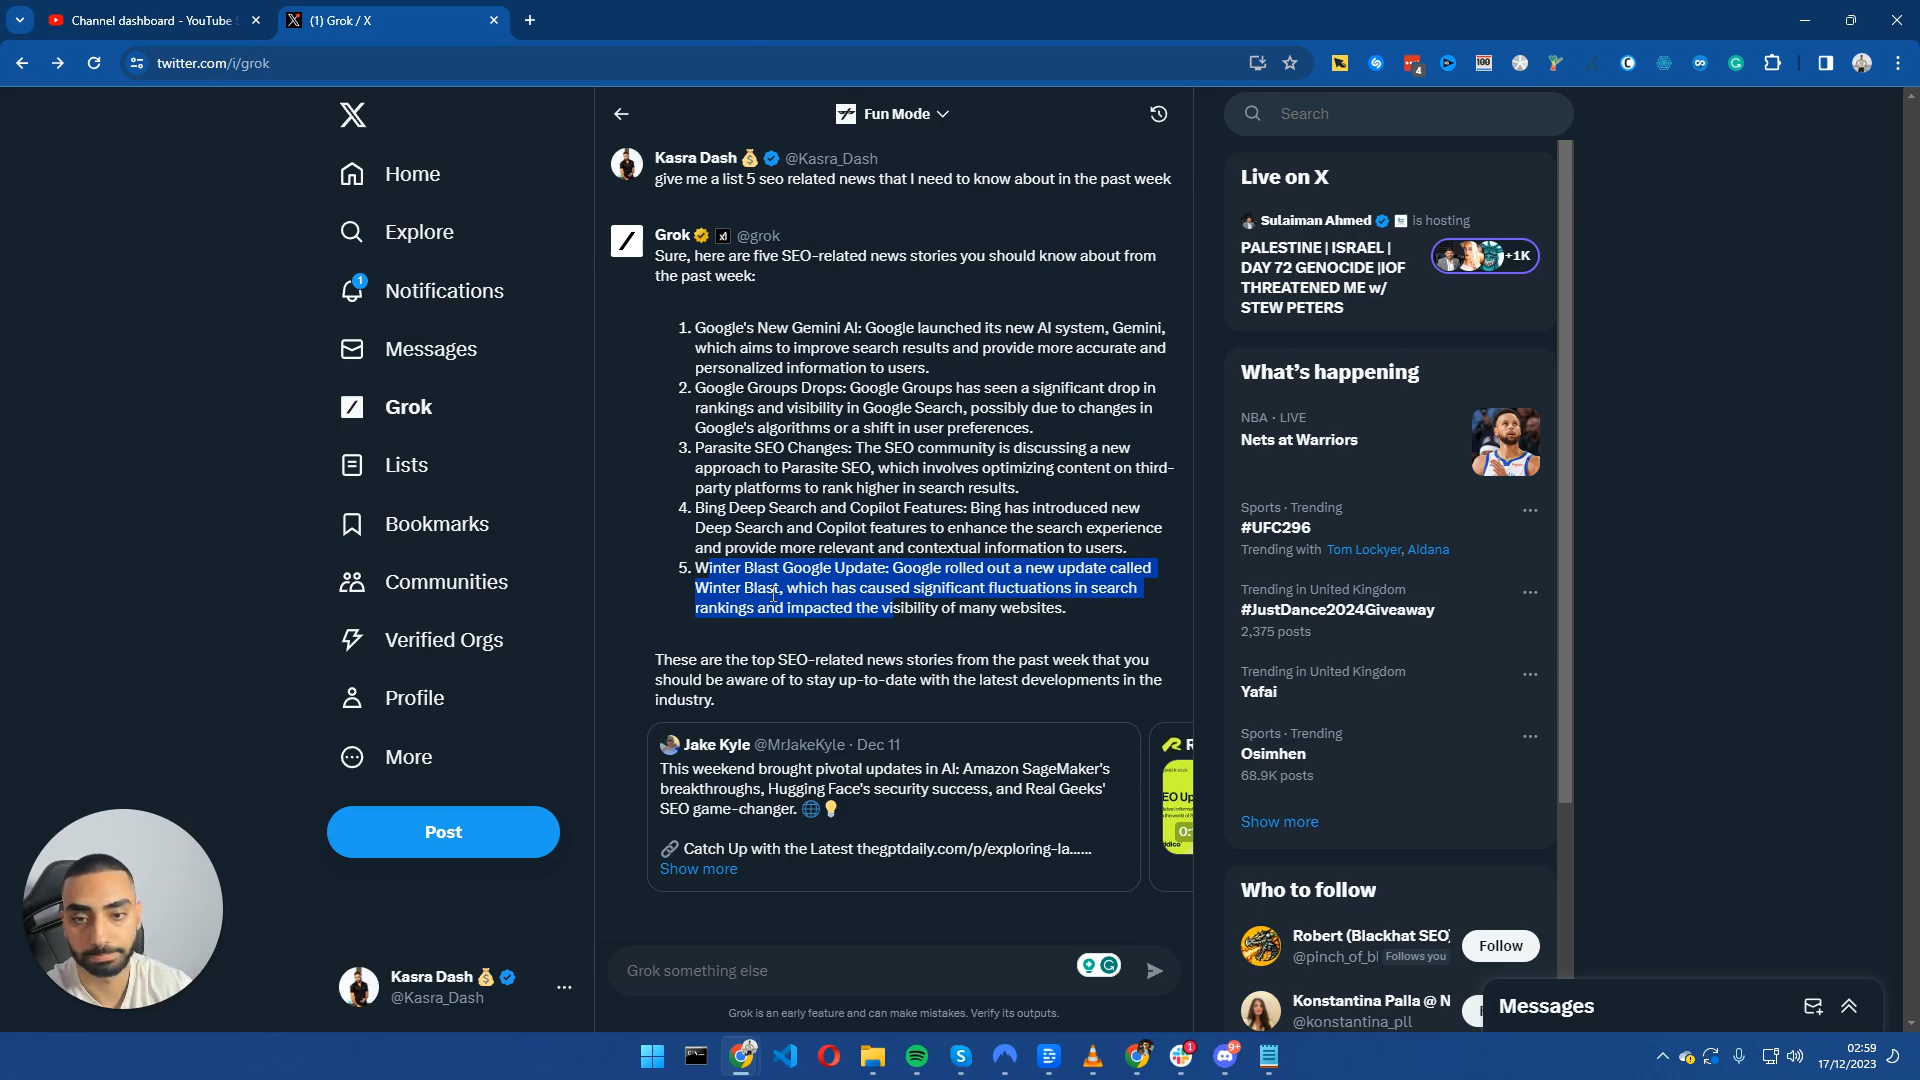 Channel dashboard - YouTube S
(1) Grok / X
twitter.com/i/grok
4
100
Home
Explore
1
Notifications
Messages
Grok
Lists
Bookmarks
Communities
Verified Orgs
Profile
More
Post
Kasra Dash
@Kasra_Dash
Fun Mode
Kasra Dash @Kasra_Dash
give me a list 5 seo related news that I need to know about in the past week
Grok @grok
Sure, here are five SEO-related news stories you should know about from
the past week:
1. Google's New Gemini AI: Google launched its new AI system, Gemini,
which aims to improve search results and provide more accurate and
personalized information to users.
2. Google Groups Drops: Google Groups has seen a significant drop in
rankings and visibility in Google Search, possibly due to changes in
Google's algorithms or a shift in user preferences.
3. Parasite SEO Changes: The SEO community is discussing a new
approach to Parasite SEO, which involves optimizing content on third-
party platforms to rank higher in search results.
4. Bing Deep Search and Copilot Features: Bing has introduced new
Deep Search and Copilot features to enhance the search experience
and provide more relevant and contextual information to users.
5. Winter Blast Google Update: Google rolled out a new update called
Winter Blast, which has caused significant fluctuations in search
rankings and impacted the visibility of many websites.
These are the top SEO-related news stories from the past week that you
should be aware of to stay up-to-date with the latest developments in the
industry.
Jake Kyle @MrJakeKyle · Dec 11
This weekend brought pivotal updates in AI: Amazon SageMaker's
breakthroughs, Hugging Face's security success, and Real Geeks'
SEO game-changer.
Catch Up with the Latest thegptdaily.com/p/exploring-la......
Show more
EO Up
Grok something else
Grok is an early feature and can make mistakes. Verify its outputs.
Search
Live on X
Sulaiman Ahmed is hosting
PALESTINE | ISRAEL |
DAY 72 GENOCIDE |IOF
THREATENED ME w/
STEW PETERS
+1K
What's happening
NBA · LIVE
Nets at Warriors
Sports · Trending
#UFC296
Trending with Tom Lockyer, Aldana
Trending in United Kingdom
#JustDance2024Giveaway
2,375 posts
Trending in United Kingdom
Yafai
Sports · Trending
Osimhen
68.9K posts
Show more
Who to follow
Robert (Blackhat SEO)
@pinch_of_bl Follows you
Follow
Konstantina Palla @ N
@konstantina_pll
Messages
1
9+
02:59
17/12/2023